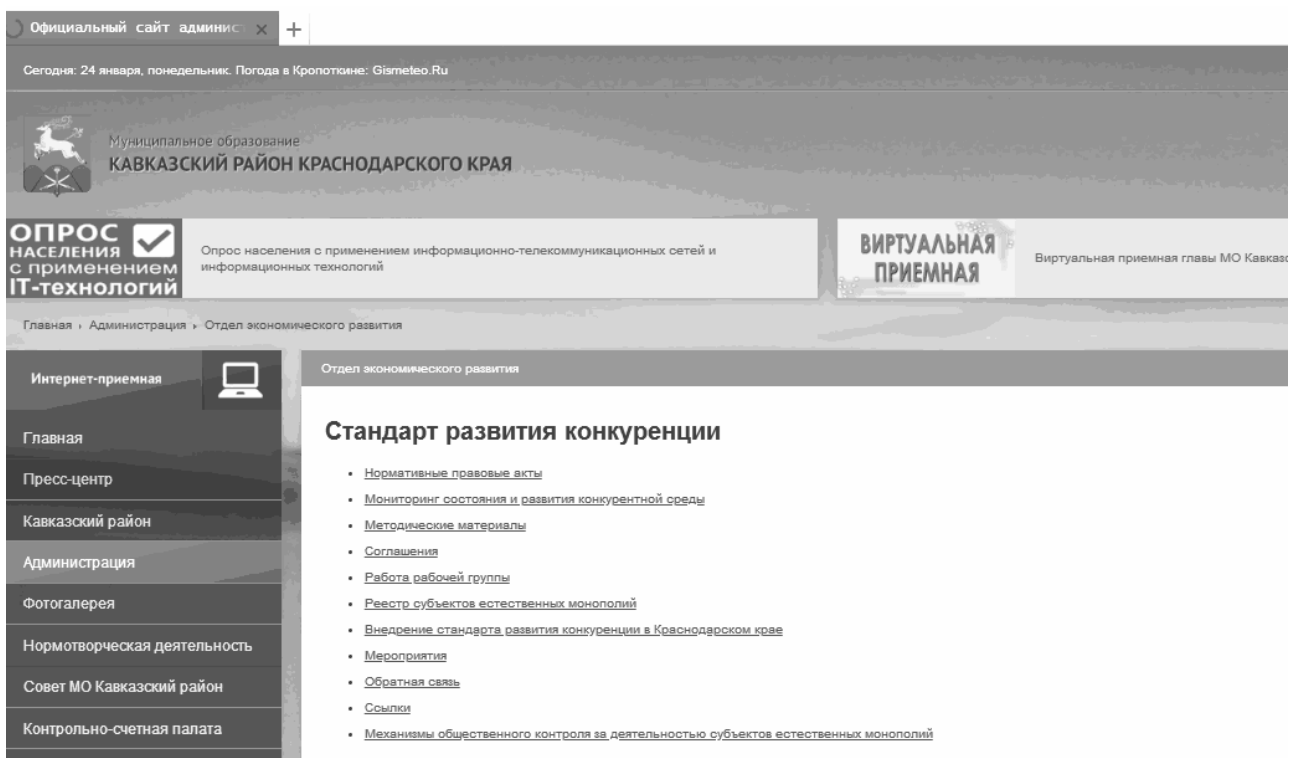 Официальный сайт админис
Сегодня: 24 января, понедельник. Погода в Кропоткине: Gismeteo.Ru
Муниципальное образование
КАВКАЗСКИЙ РАЙОН КРАСНОДАРСКОГО КРАЯ
ОПРОС
НАСЕЛЕНИЯ
с применением
IT-технологий
Опрос населения с применением информационно-телекоммуникационных сетей и
информационных технологий
ВИРТУАЛЬНАЯ
ПРИЕМНАЯ
Виртуальная приемная главы МО Кавказс
Главная › Администрация › Отдел экономического развития
Интернет-приемная
Главная
Пресс-центр
Кавказский район
Администрация
Фотогалерея
Нормотворческая деятельность
Совет МО Кавказский район
Контрольно-счетная палата
Отдел экономического развития
Стандарт развития конкуренции
• Нормативные правовые акты
• Мониторинг состояния и развития конкурентной среды
• Методические материалы
• Соглашения
• Работа рабочей группы
• Реестр субъектов естественных монополий
• Внедрение стандарта развития конкуренции в Краснодарском крае
• Мероприятия
• Обратная связь
• Ссылки
• Механизмы общественного контроля за деятельностью субъектов естественных монополий